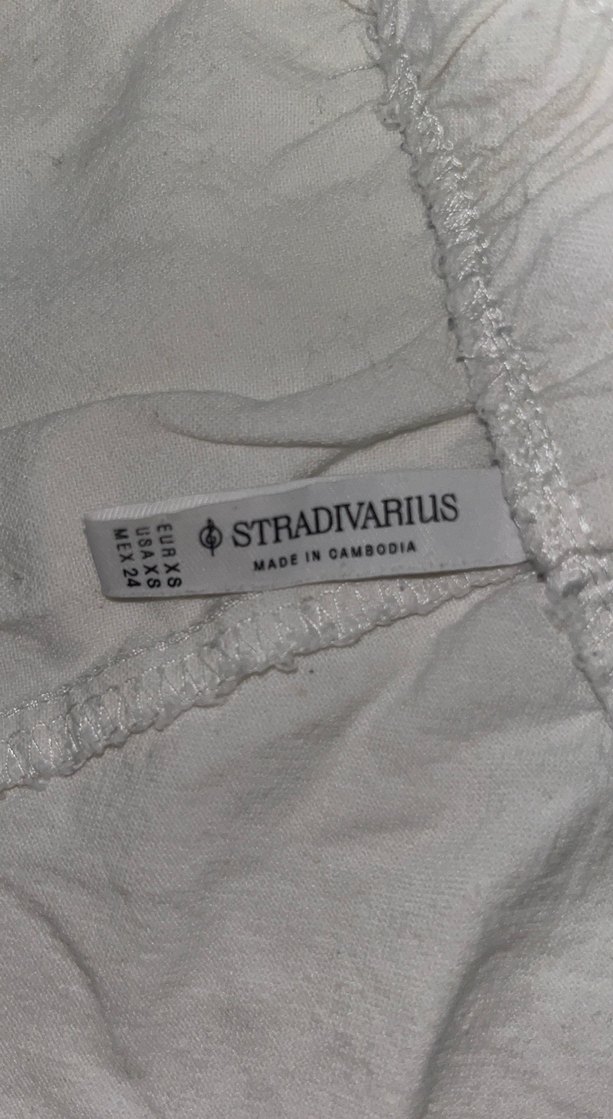 STRADIVARIUS
MADE IN CAMBODIA
EUR XS
USA XS
MEX 24